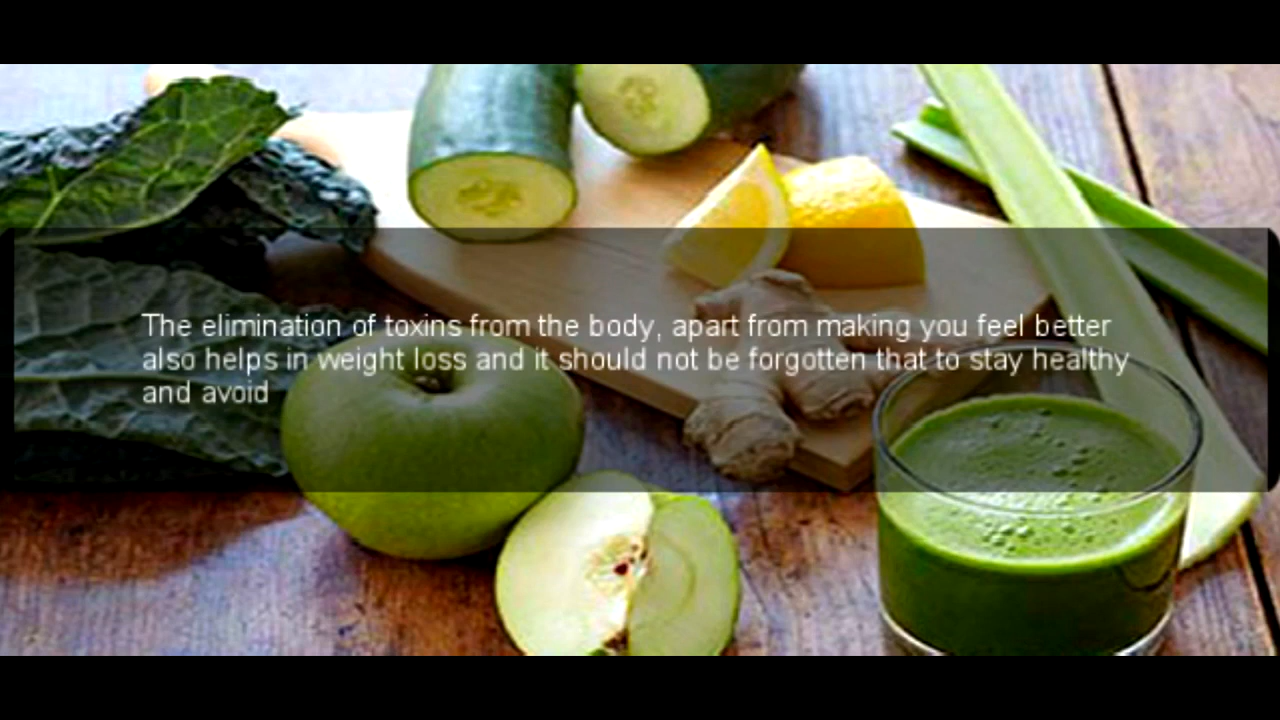 The elimination of toxins from the body, apart from making you feel better
also helps in weight loss and it should not be forgotten that to stay healthy
and avoid